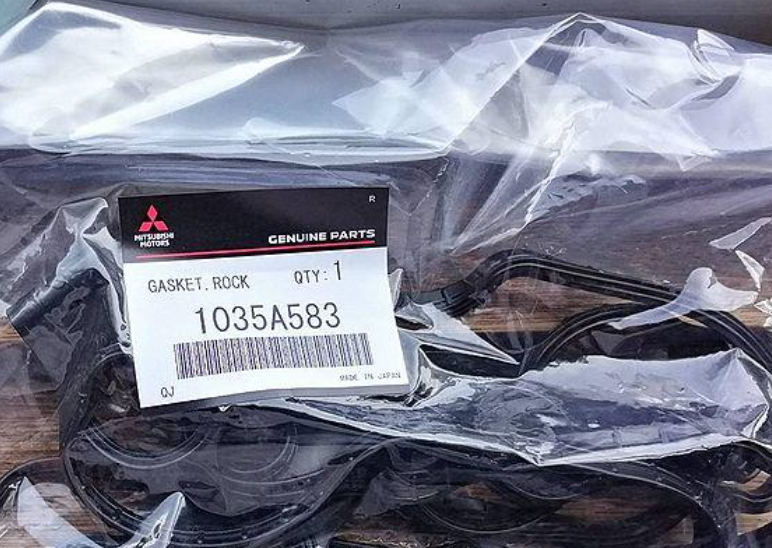 R
MITSUBISHI
MOTORS
GENUINE PARTS
GASKET,ROCK QTY:1
1035A583
QJ MADE IN JAPAN